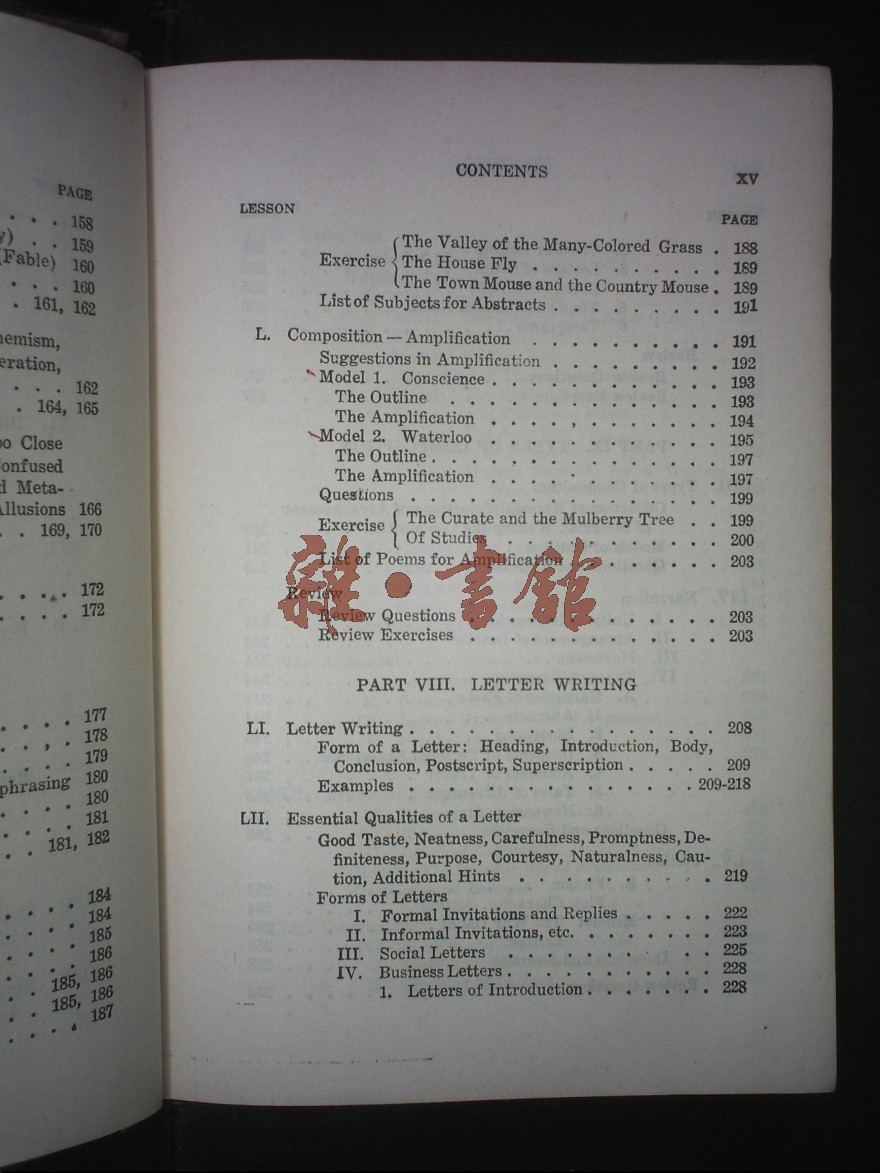 PAGE
. . . 158
. . 159
(Fable) 160
. . . 160
. 161, 162
emism,
eration,
. . . 162
. 164, 165
oo Close
onfused
d Meta-
Allusions 166
. . 169, 170
. . . . 172
. . . . 172
. . . . 177
. . , . 178
. . . . 179
phrasing 180
. . . . 180
. . . . 181
. . 181, 182
. . . . 184
. . . . 184
. . . . 185
. . . . 186
. . 185, 186
. . 185, 186
. . . . 187
CONTENTS XV
LESSON PAGE
Exercise { The Valley of the Many-Colored Grass . 188
The House Fly . . . . . . . . . . 189
The Town Mouse and the Country Mouse . 189
List of Subjects for Abstracts . . . . . . . . . 191
L. Composition — Amplification . . . . . . . . . 191
Suggestions in Amplification . . . . . . . . . 192
Model 1. Conscience . . . . . . . . . . . . 193
The Outline . . . . . . . . . . . . . . 193
The Amplification . . . . , . . . . . . . 194
Model 2. Waterloo . . . . . . . . . . . . 195
The Outline . . . . . . . . . . . . . . . 197
The Amplification . . . . . . . . . . . . 197
Questions . . . . . . . . . . . . . . . . 199
Exercise { The Curate and the Mulberry Tree . . 199
Of Studies . . . . . . . . . . . 200
List of Poems for Amplification . . . . . . . . 203
雜·書館
Review
Review Questions . . . . . . . . . . . . . 203
Review Exercises . . . . . . . . . . . . . 203
PART VIII. LETTER WRITING
LI. Letter Writing . . . . . . . . . . . . . . . . 208
Form of a Letter: Heading, Introduction, Body,
Conclusion, Postscript, Superscription . . . . . 209
Examples . . . . . . . . . . . . . . . 209-218
LII. Essential Qualities of a Letter
Good Taste, Neatness, Carefulness, Promptness, De-
finiteness, Purpose, Courtesy, Naturalness, Cau-
tion, Additional Hints . . . . . . . . . . . 219
Forms of Letters
I. Formal Invitations and Replies . . . . . 222
II. Informal Invitations, etc. . . . . . . . 223
III. Social Letters . . . . . . . . . . . 225
IV. Business Letters . . . . . . . . . . . 228
1. Letters of Introduction . . . . . . . 228